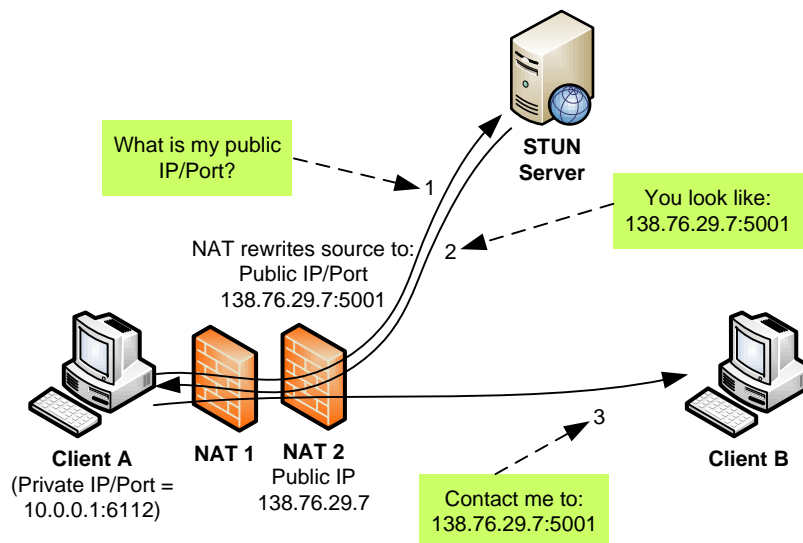 What is my public
IP/Port?
1
STUN
Server
You look like:
138.76.29.7:5001
2
NAT rewrites source to:
Public IP/Port
138.76.29.7:5001
3
Client A
(Private IP/Port =
10.0.0.1:6112)
NAT 1
NAT 2
Public IP
138.76.29.7
Client B
Contact me to:
138.76.29.7:5001